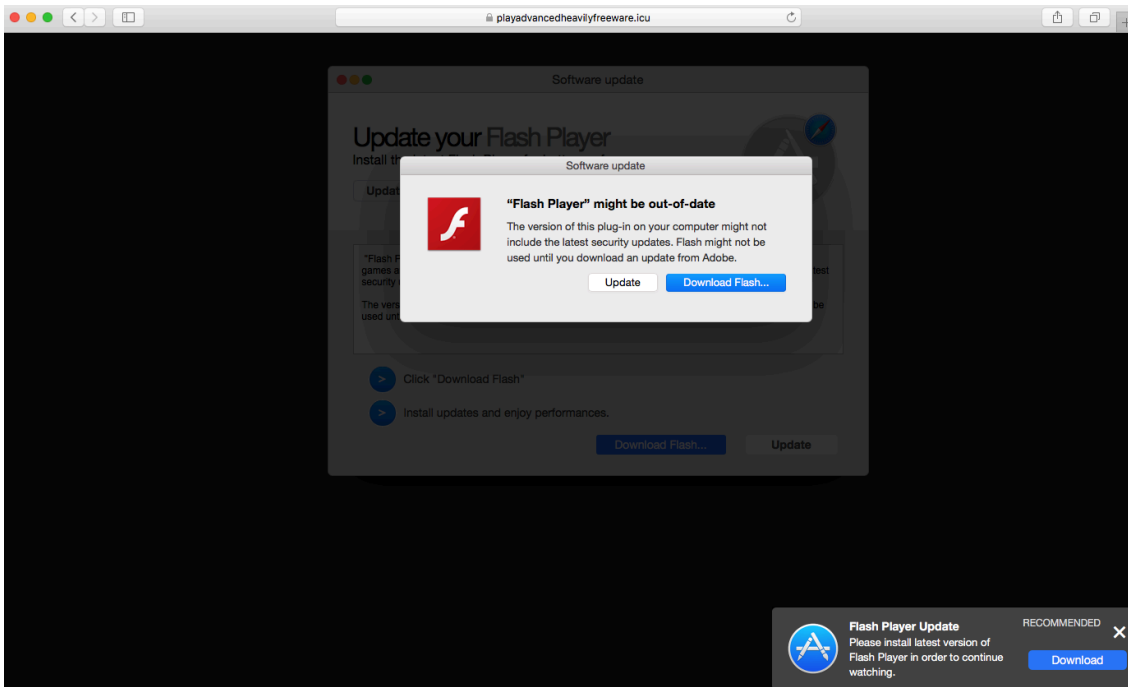 playadvancedheavilyfreeware.icu
Software update
Update your Flash Player
Install th
Software update
Updat
“Flash Player” might be out-of-date
The version of this plug-in on your computer might not
include the latest security updates. Flash might not be
used until you download an update from Adobe.
Update Download Flash...
"Flash P
games a test
security
The vers be
used unt
> Click "Download Flash"
> Install updates and enjoy performances.
Download Flash... Update
Flash Player Update RECOMMENDED
Please install latest version of
Flash Player in order to continue
watching.
Download